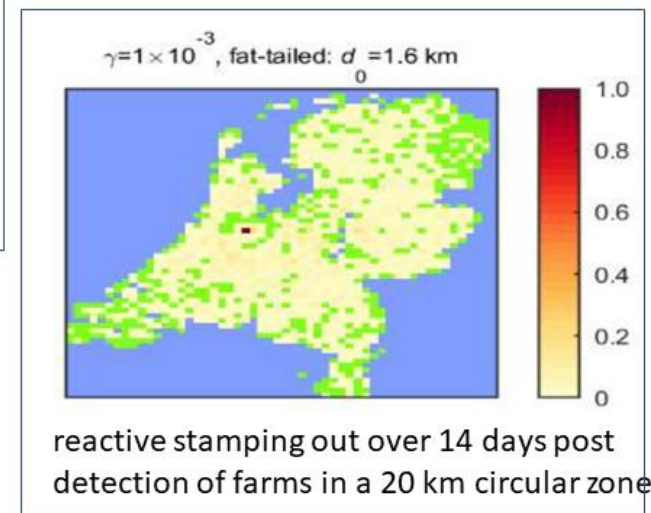 γ=1×10⁻³, fat-tailed: d₀=1.6 km
1.0
0.8
0.6
0.4
0.2
0
reactive stamping out over 14 days post
detection of farms in a 20 km circular zone